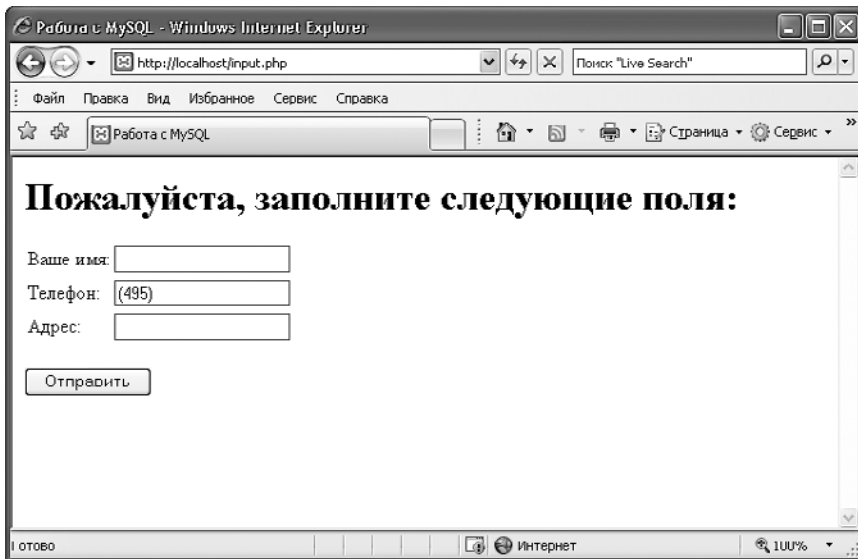 Работа с MySQL - Windows Internet Explorer
http://localhost/input.php
Поиск "Live Search"
Файл Правка Вид Избранное Сервис Справка
Работа с MySQL
Страница Сервис »
Пожалуйста, заполните следующие поля:
Ваше имя:
Телефон: (495)
Адрес:
Отправить
Готово Интернет 100%